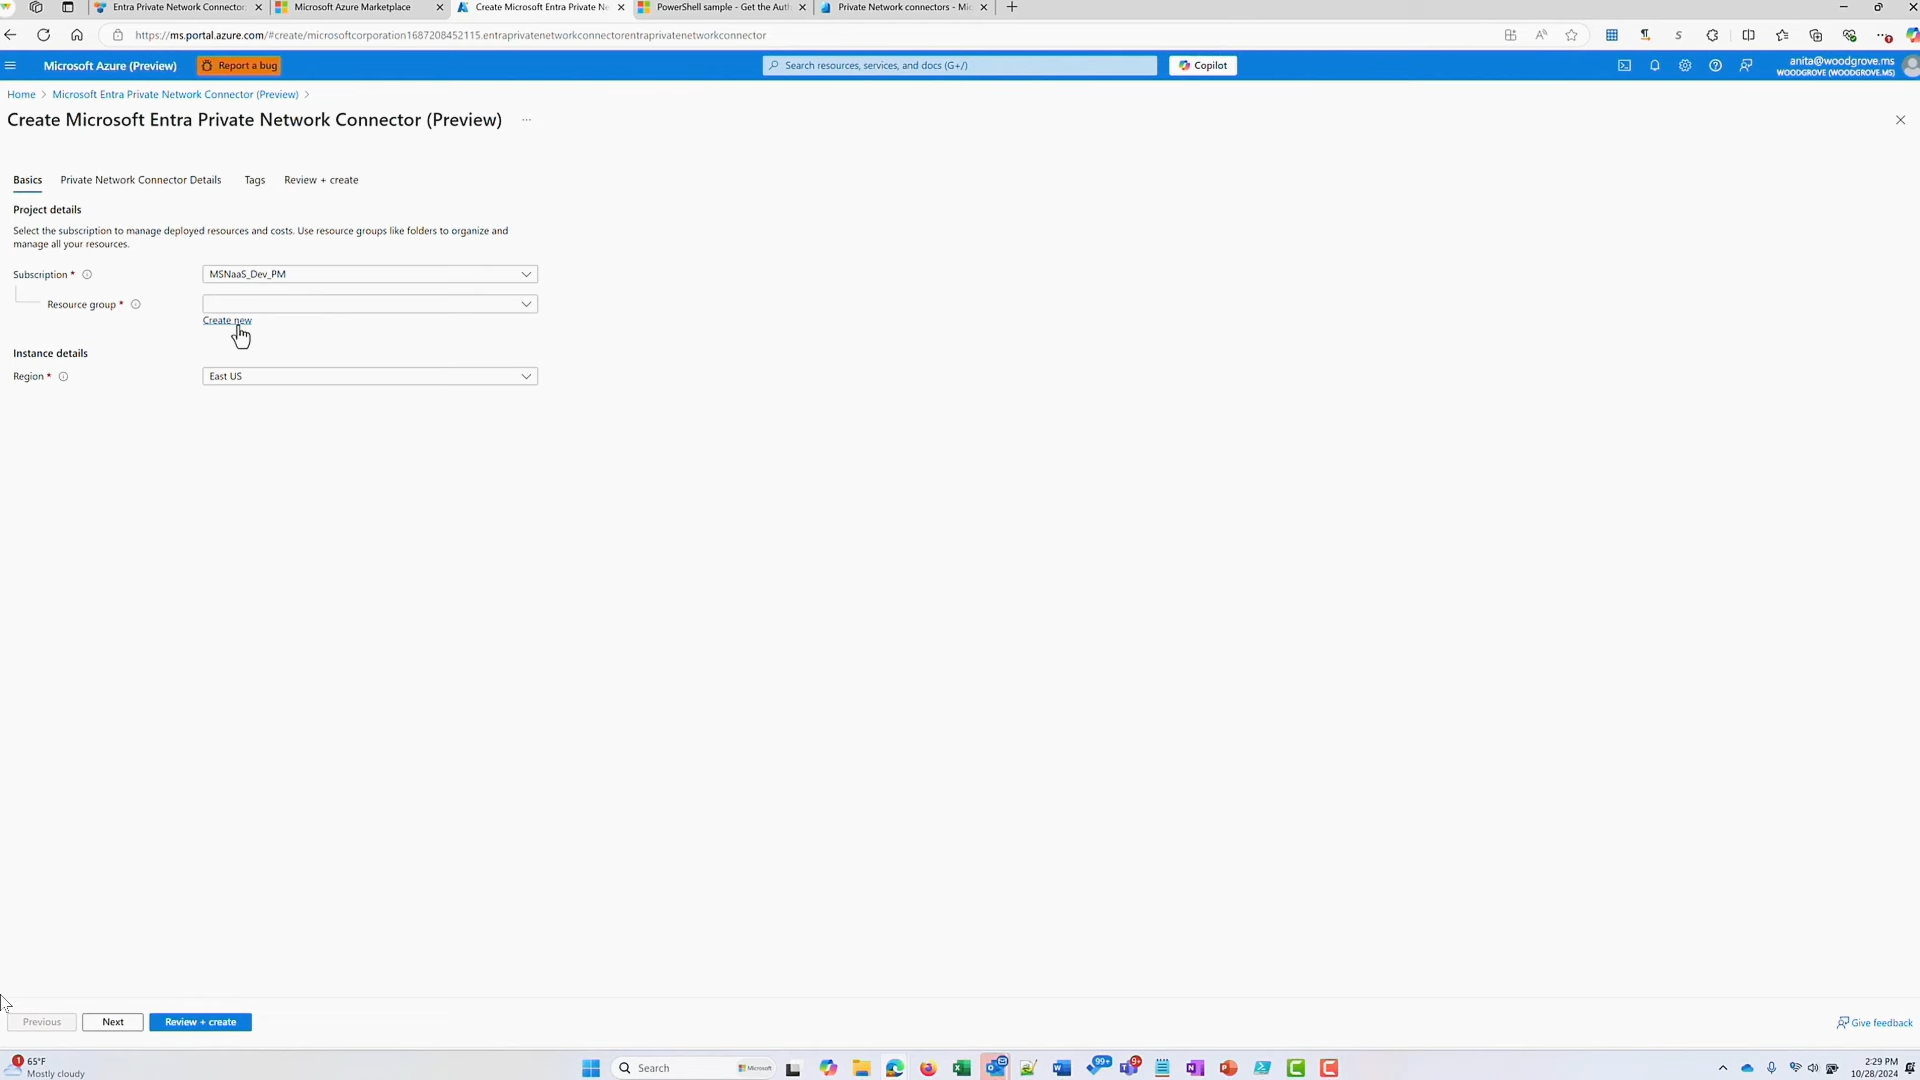 Entra Private Network Connector
Microsoft Azure Marketplace
Create Microsoft Entra Private Ne
PowerShell sample - Get the Auth
Private Network connectors - Mic
https://ms.portal.azure.com/#create/microsoftcorporation1687208452115.entraprivatenetworkconnectorentraprivatenetworkconnector
Microsoft Azure (Preview)
Report a bug
Search resources, services, and docs (G+/)
Copilot
anita@woodgrove.ms
WOODGROVE (WOODGROVE.MS)
Home > Microsoft Entra Private Network Connector (Preview) >
Create Microsoft Entra Private Network Connector (Preview) ...
Basics Private Network Connector Details Tags Review + create
Project details
Select the subscription to manage deployed resources and costs. Use resource groups like folders to organize and
manage all your resources.
Subscription *
MSNaaS_Dev_PM
Resource group *
Create new
Instance details
Region *
East US
Previous
Next
Review + create
Give feedback
1
65°F
Mostly cloudy
Search
Microsoft
99+
9+
2:29 PM
10/28/2024